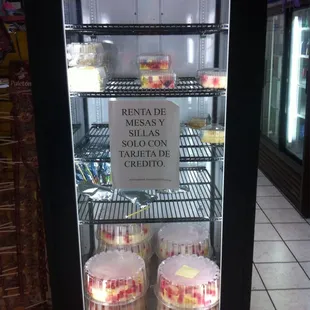 RENTA DE
MESAS Y
SILLAS
SOLO CON
TARJETA DE
CREDITO.